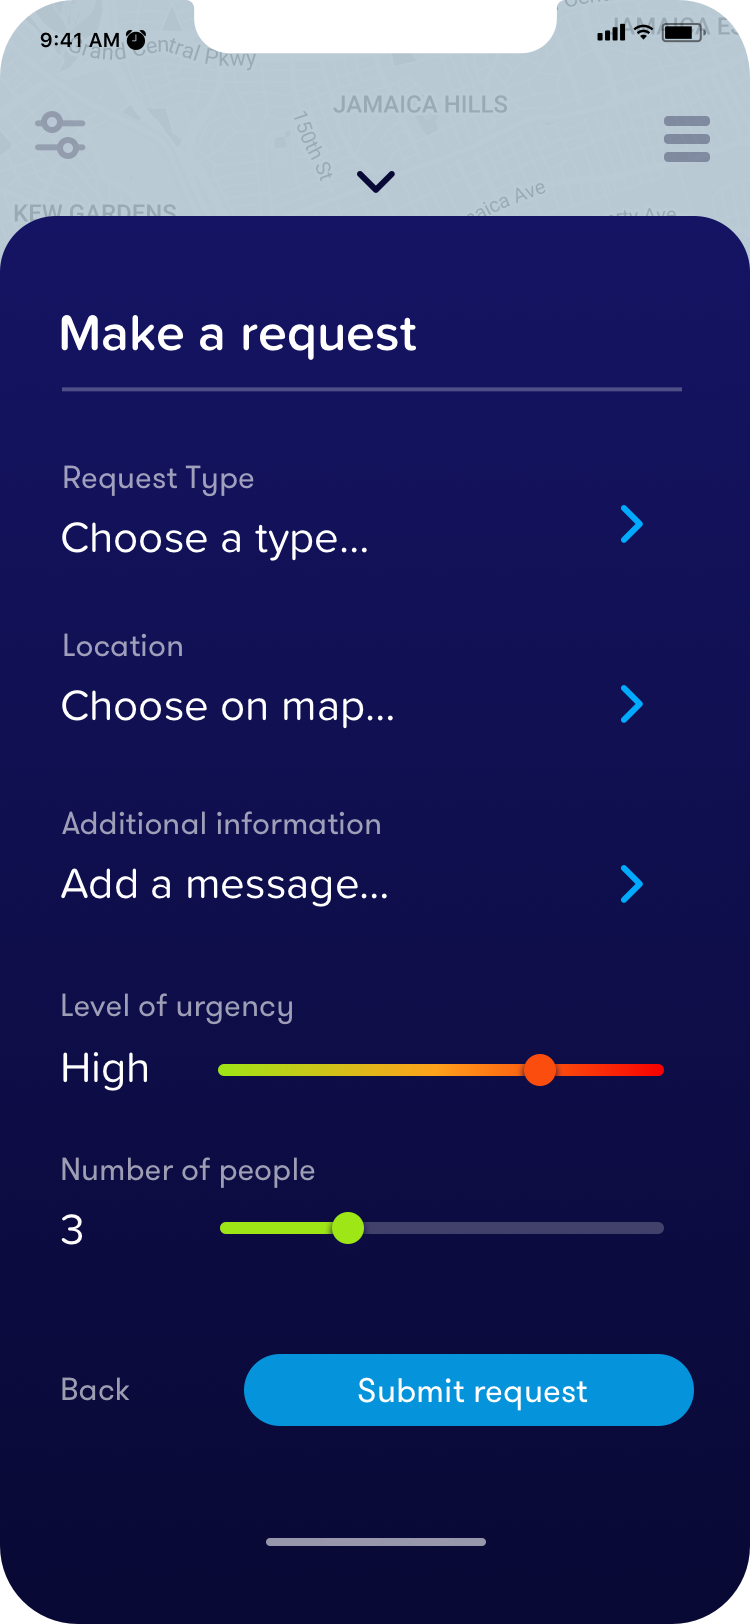 9:41 AM
Grand Central Pkwy
JAMAICA HILLS
150th St
KEW GARDENS
Ave
Ave
Make a request
Request Type
Choose a type...
Location
Choose on map...
Additional information
Add a message...
Level of urgency
High
Number of people
3
Back
Submit request